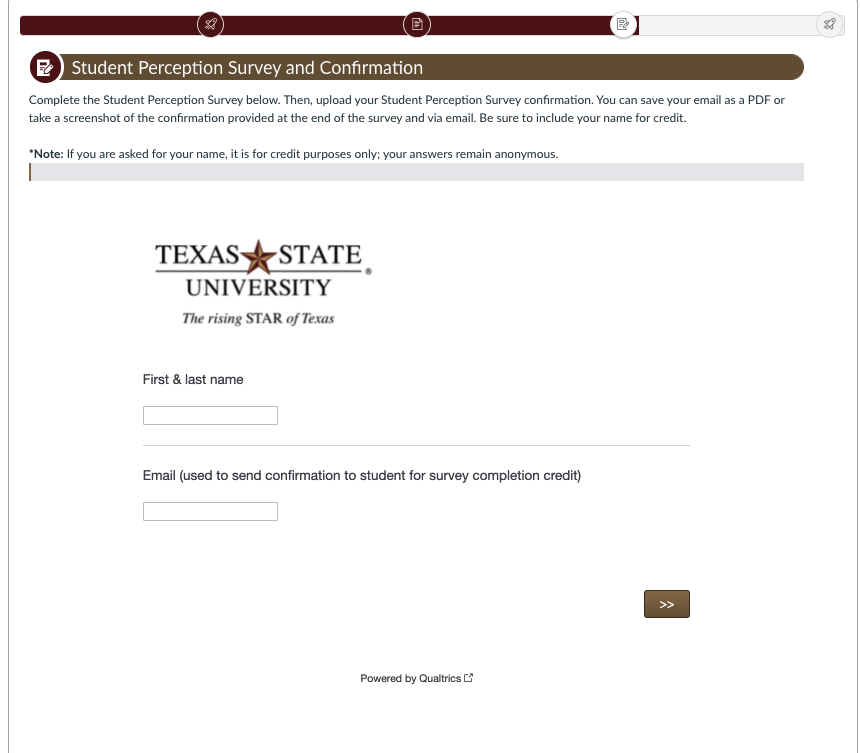 Student Perception Survey and Confirmation
Complete the Student Perception Survey below. Then, upload your Student Perception Survey confirmation. You can save your email as a PDF or
take a screenshot of the confirmation provided at the end of the survey and via email. Be sure to include your name for credit.
*Note: If you are asked for your name, it is for credit purposes only; your answers remain anonymous.
TEXAS STATE
UNIVERSITY ®
The rising STAR of Texas
First & last name
Email (used to send confirmation to student for survey completion credit)
>>
Powered by Qualtrics